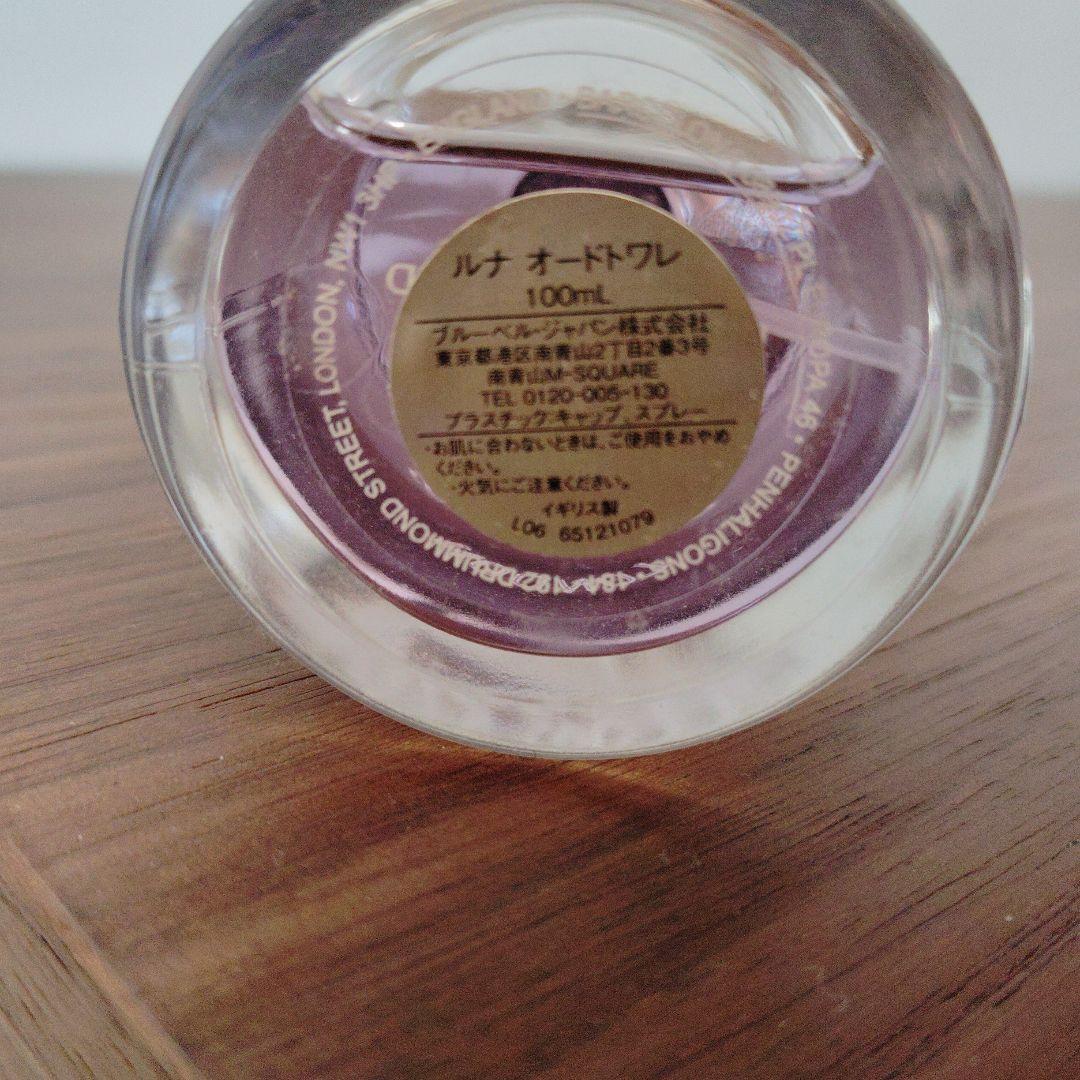 ルナ オードトワレ
100mL
ブルーベル・ジャパン株式会社
東京都港区南青山2丁目2番3号
南青山M-SQUARE
TEL 0120-005-130
プラスチック:キャップ、スプレー
・お肌に合わないときは、ご使用をおやめ
ください。
・火気にご注意ください。
イギリス製
L06 65121079
PENHALIGONS • 184-192 DRUMMOND STREET, LONDON, NW1